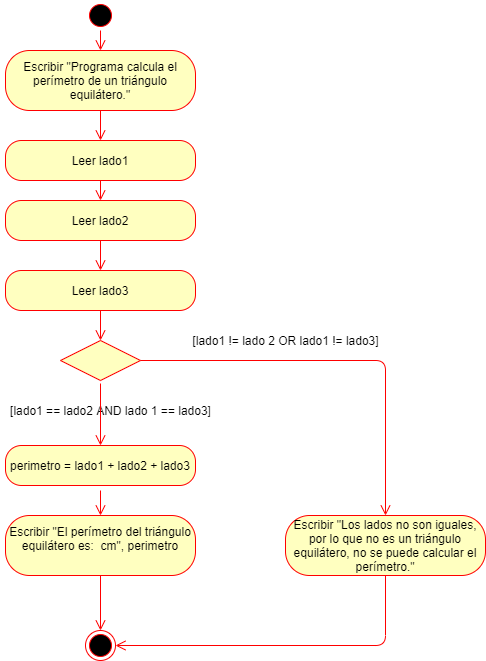 Escribir "Programa calcula el
perímetro de un triángulo
equilátero."
Leer lado1
Leer lado2
Leer lado3
[lado1 != lado 2 OR lado1 != lado3]
[lado1 == lado2 AND lado 1 == lado3]
perimetro = lado1 + lado2 + lado3
Escribir "El perímetro del triángulo
equilátero es:  cm", perimetro
Escribir "Los lados no son iguales,
por lo que no es un triángulo
equilátero, no se puede calcular el
perímetro."